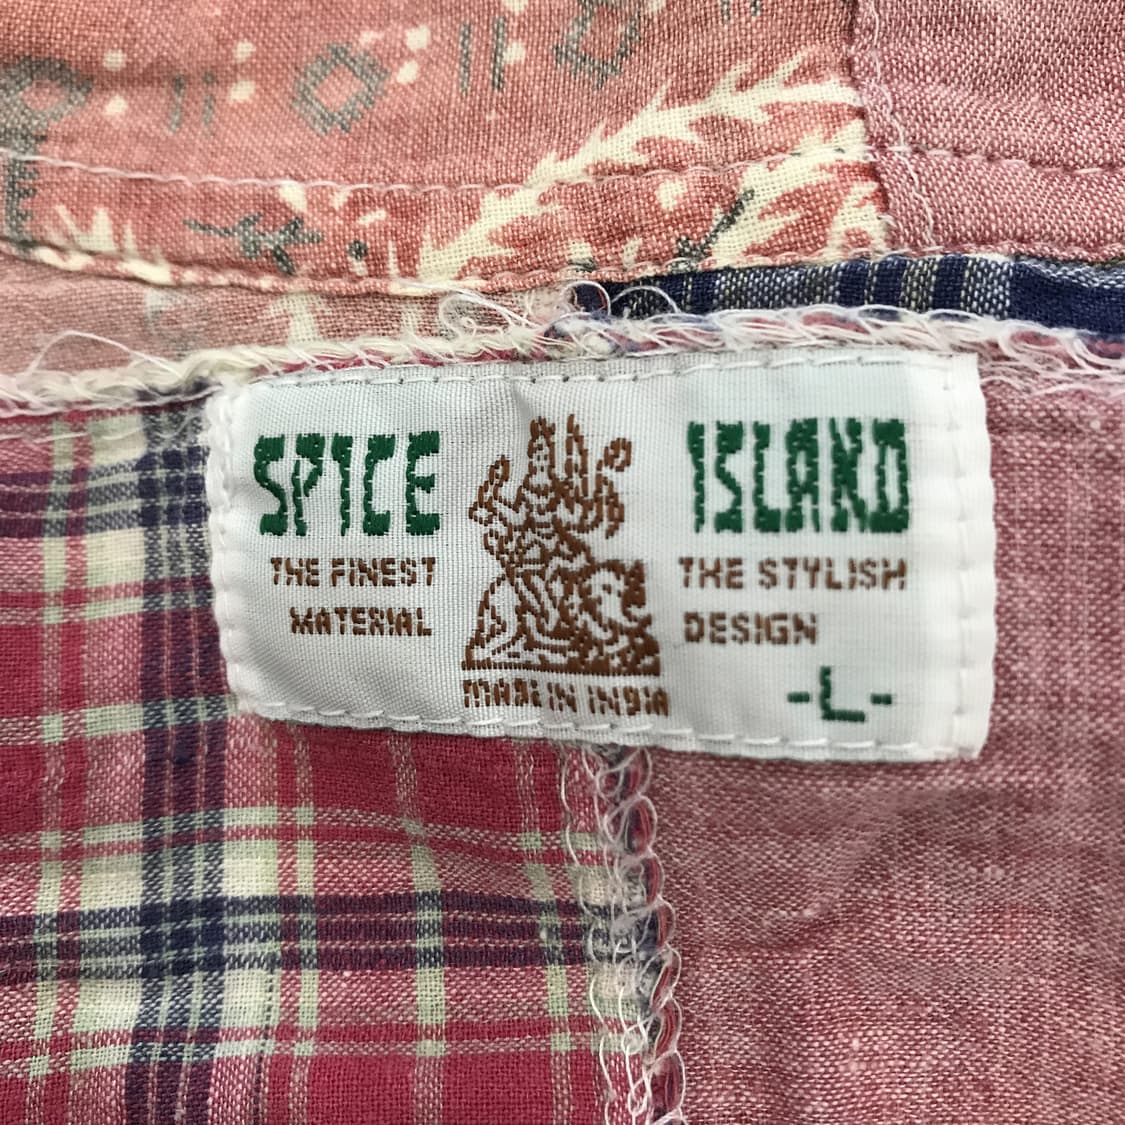 SPICE ISLAND
THE FINEST
MATERIAL
THE STYLISH
DESIGN
MADE IN INDIA
-L-